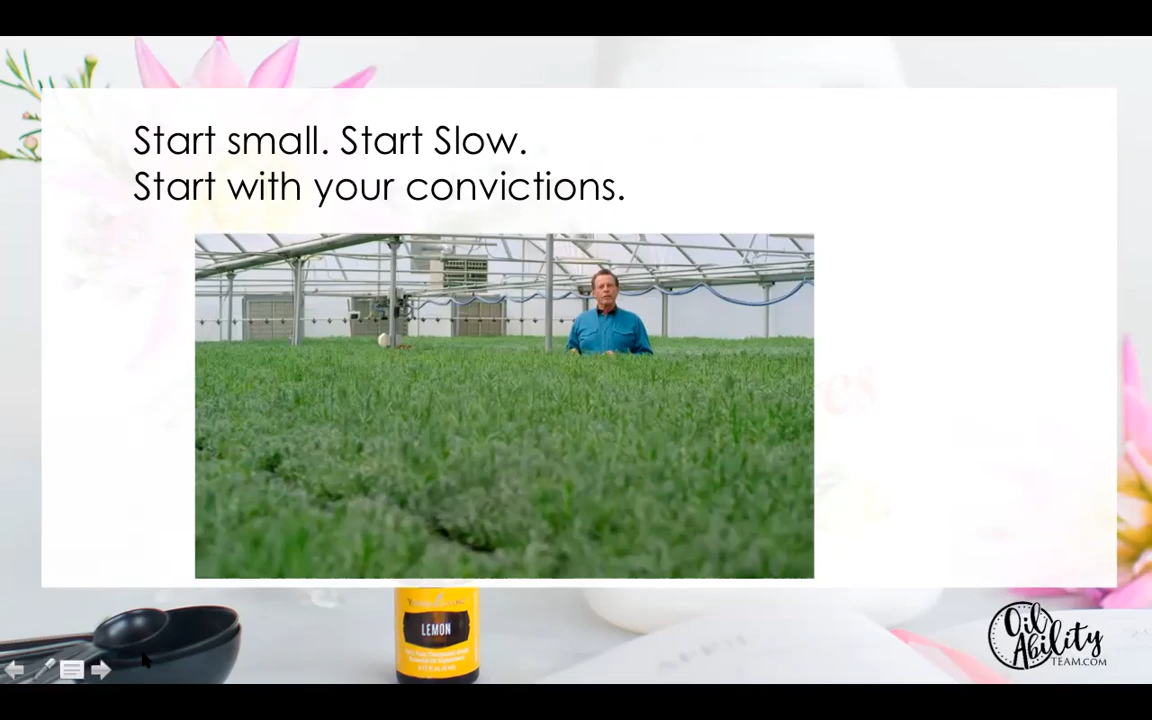 Start small. Start Slow.
Start with your convictions.
LEMON
Oil
Ability
TEAM.COM